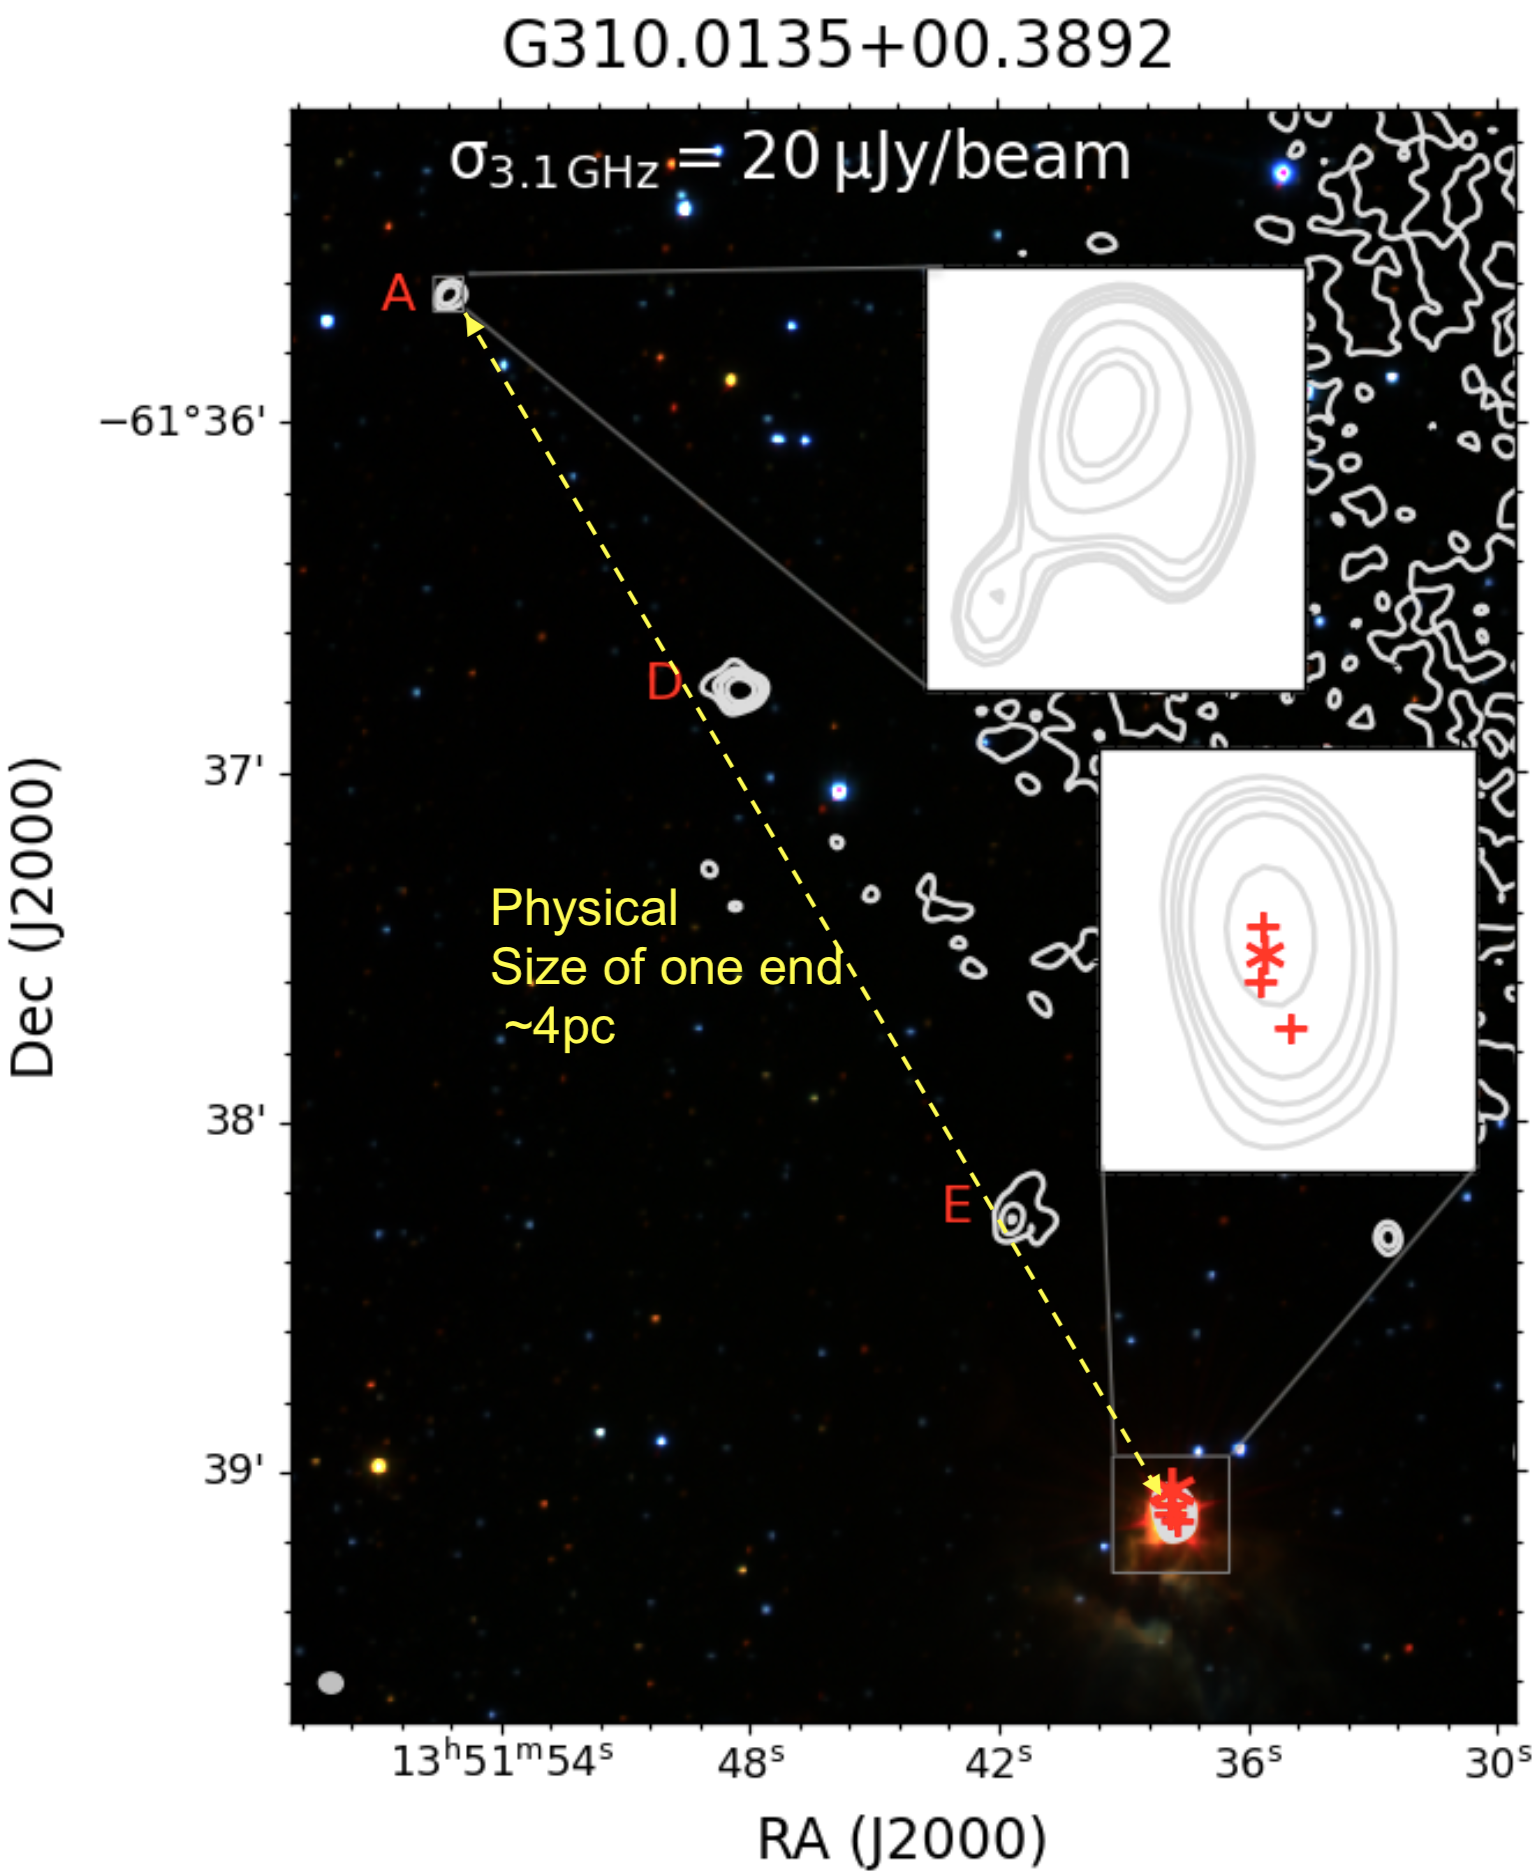 G310.0135+00.3892
σ3.1 GHz = 20 μJy/beam
A
−61°36'
D
37'
Physical
Size of one end
~4pc
38'
E
39'
13ʰ51ᵐ54ˢ 48ˢ 42ˢ 36ˢ 30ˢ
RA (J2000)
Dec (J2000)